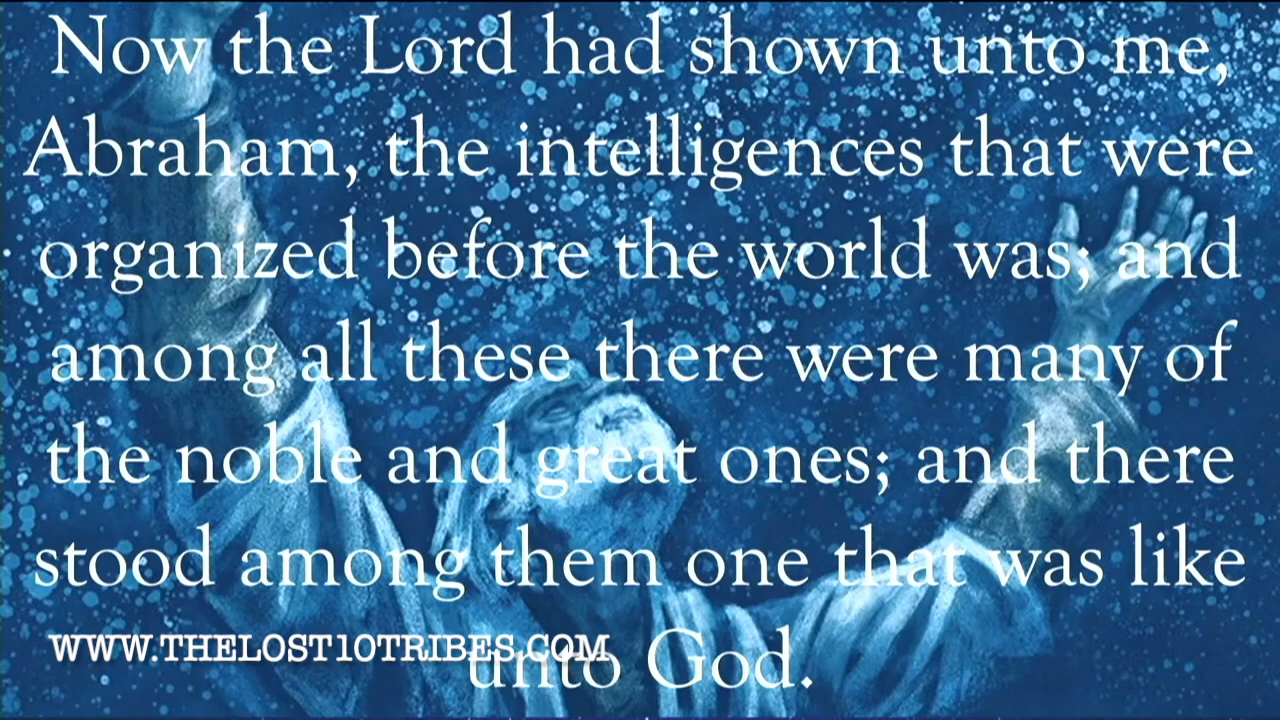 Now the Lord had shown unto me,
Abraham, the intelligences that were
organized before the world was; and
among all these there were many of
the noble and great ones; and there
stood among them one that was like
unto God.
WWW.THELOST10TRIBES.COM